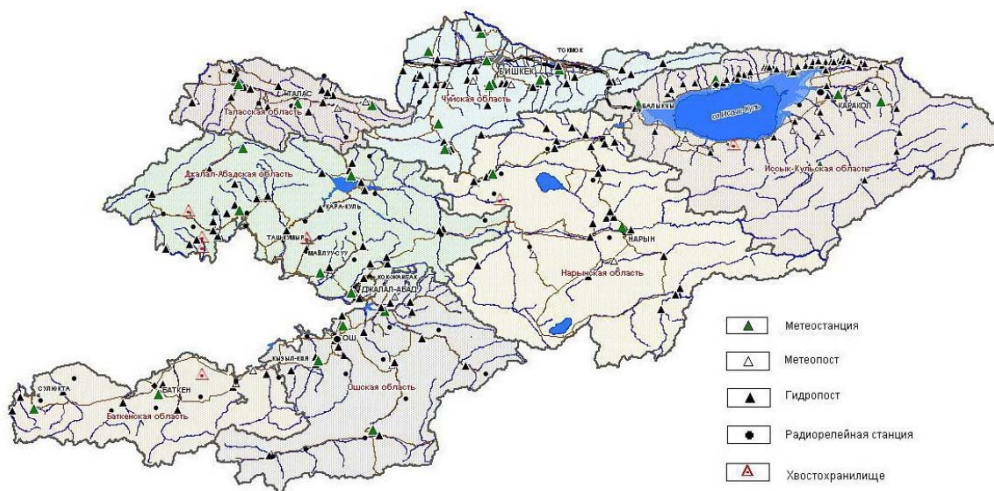 ТОКМОК
БИШКЕК
ТАЛАС
Чуйская область
Таласская область
БАЛЫКЧЫ
оз.Иссык-Куль
КАРАКОЛ
Джалал-Абадская область
Иссык-Кульская область
КАРА-КУЛЬ
ТАШ-КУМЫР
МАЙЛУУ-СУУ
НАРЫН
Нарынская область
КОК-ЖАНГАК
ДЖАЛАЛ-АБАД
ОШ
КЫЗЫЛ-КИЯ
Ошская область
СУЛЮКТА
БАТКЕН
Баткенская область
Метеостанция
Метеопост
Гидропост
Радиорелейная станция
Хвостохранилище